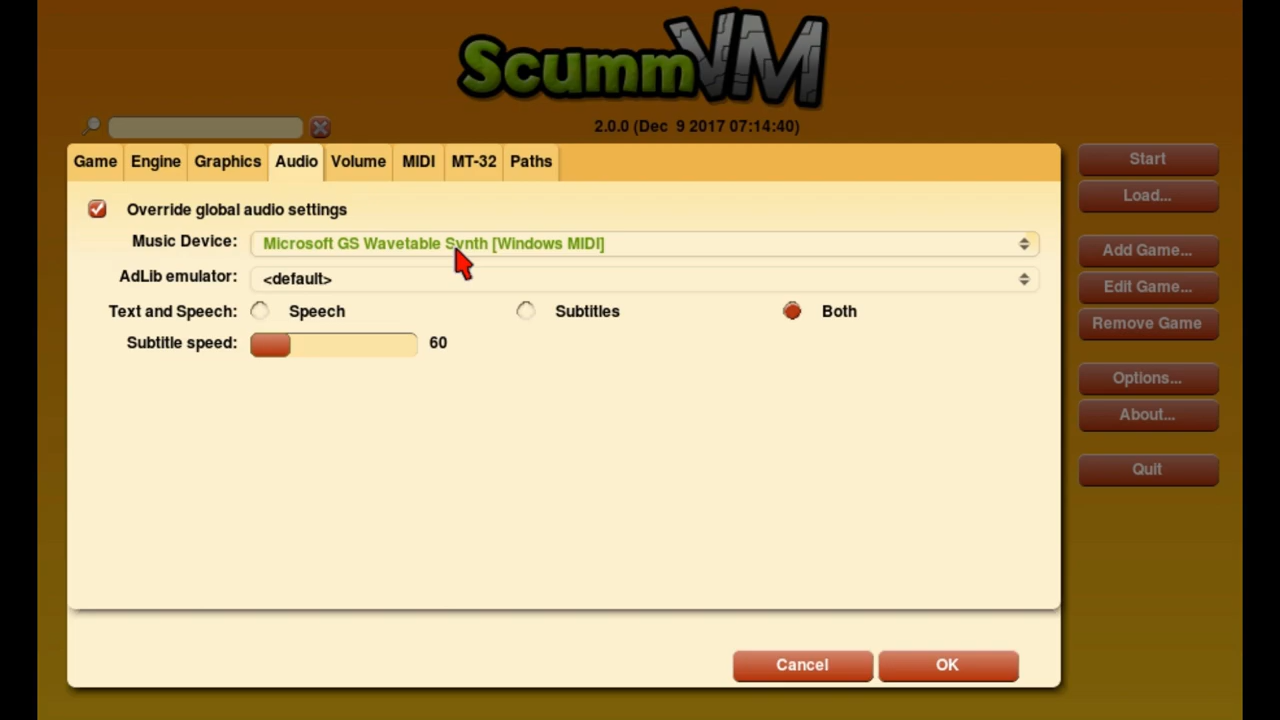 ScummVM
2.0.0 (Dec 9 2017 07:14:40)
Game Engine Graphics Audio Volume MIDI MT-32 Paths
Override global audio settings
Music Device: Microsoft GS Wavetable Synth [Windows MIDI]
AdLib emulator: <default>
Text and Speech: Speech Subtitles Both
Subtitle speed: 60
Cancel OK
Start
Load...
Add Game...
Edit Game...
Remove Game
Options...
About...
Quit